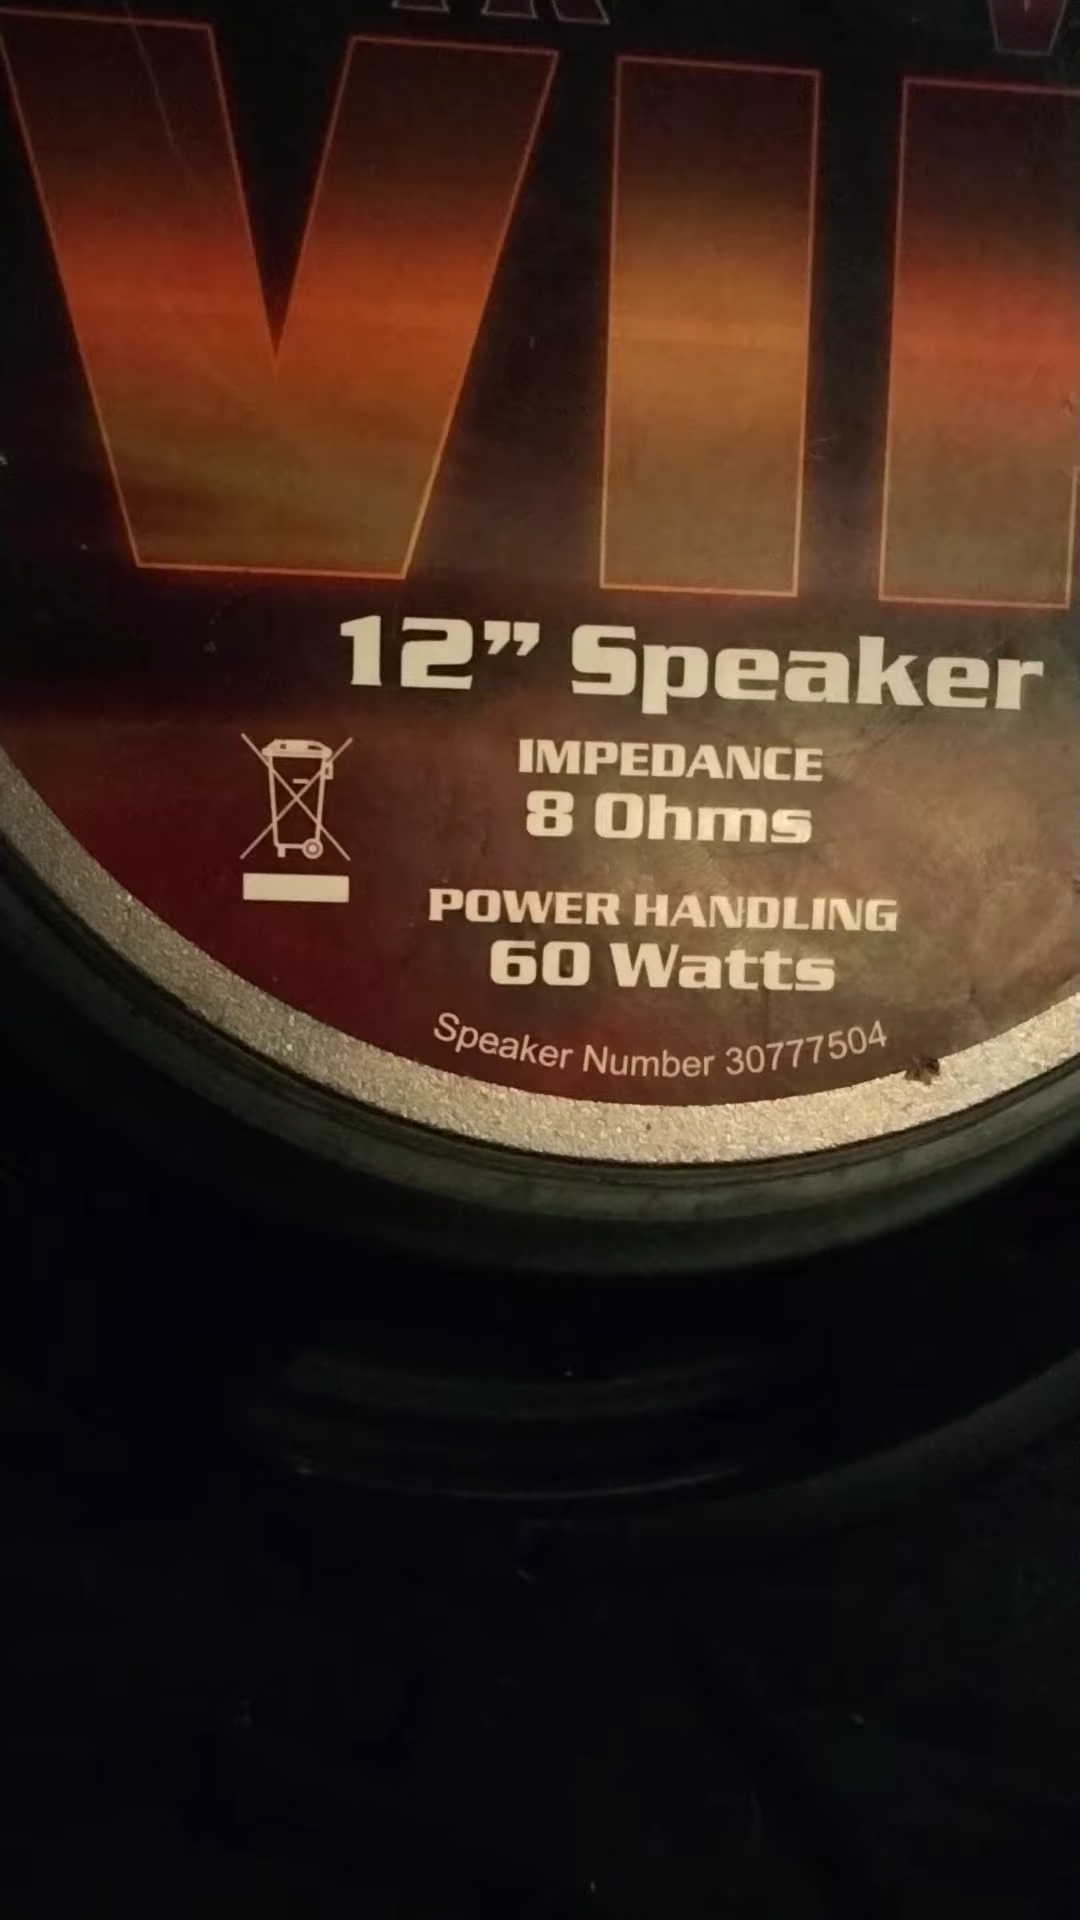 12” Speaker
IMPEDANCE
8 Ohms
POWER HANDLING
60 Watts
Speaker Number 30777504